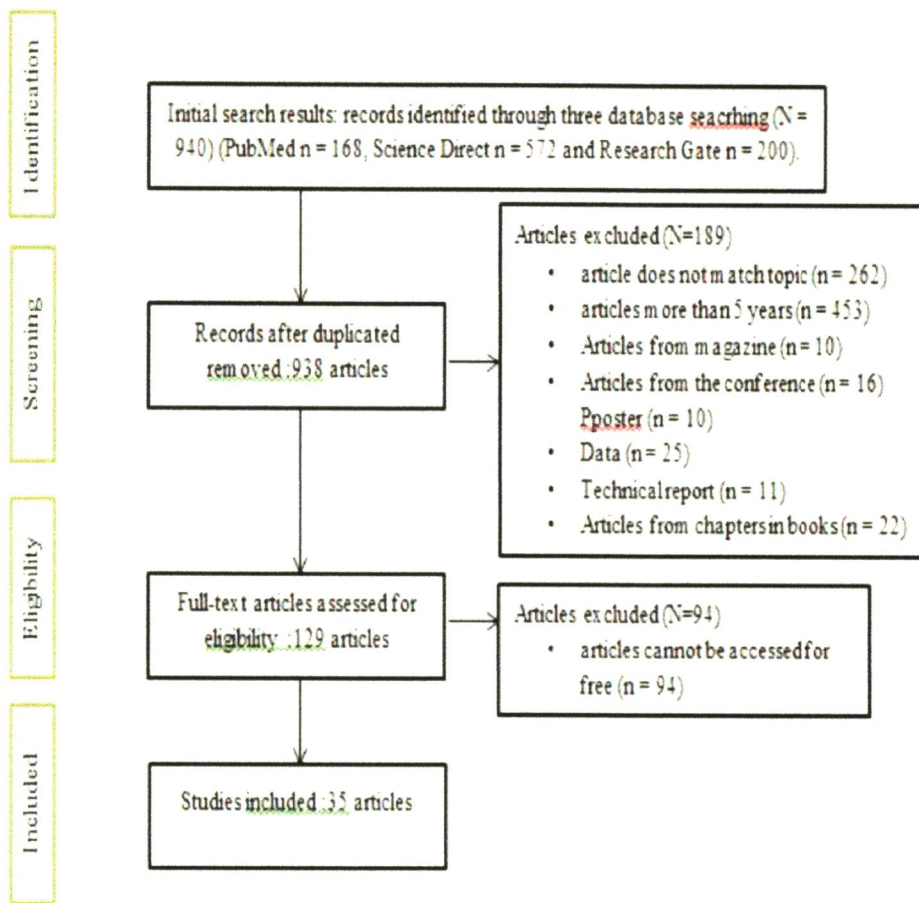 Identification
Initial search results: records identified through three database seacrhing (N =
940) (PubMed n = 168, Science Direct n = 572 and Research Gate n = 200).
Screening
Records after duplicated
removed :938 articles
Articles excluded (N=189)
• article does not match topic (n = 262)
• articles more than 5 years (n = 453)
• Articles from magazine (n = 10)
• Articles from the conference (n = 16)
Pposter (n = 10)
• Data (n = 25)
• Technical report (n = 11)
• Articles from chapters in books (n = 22)
Eligibility
Full-text articles assessed for
eligibility :129 articles
Articles excluded (N=94)
• articles cannot be accessed for
free (n = 94)
Included
Studies included :35 articles